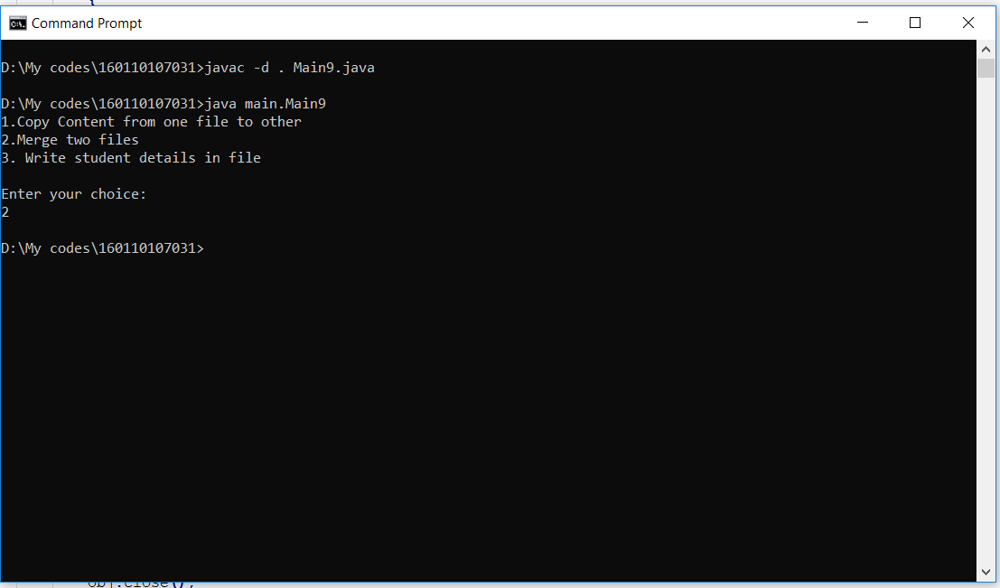 Command Prompt
D:\My codes\160110107031>javac -d . Main9.java
D:\My codes\160110107031>java main.Main9
1.Copy Content from one file to other
2.Merge two files
3. Write student details in file
Enter your choice:
2
D:\My codes\160110107031>
obj.close();